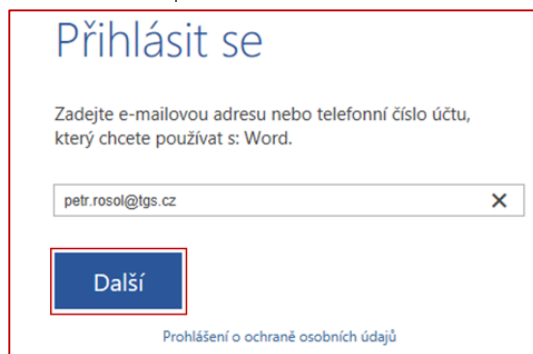 Přihlásit se
Zadejte e-mailovou adresu nebo telefonní číslo účtu,
který chcete používat s: Word.
petr.rosol@tgs.cz
Další
Prohlášení o ochraně osobních údajů